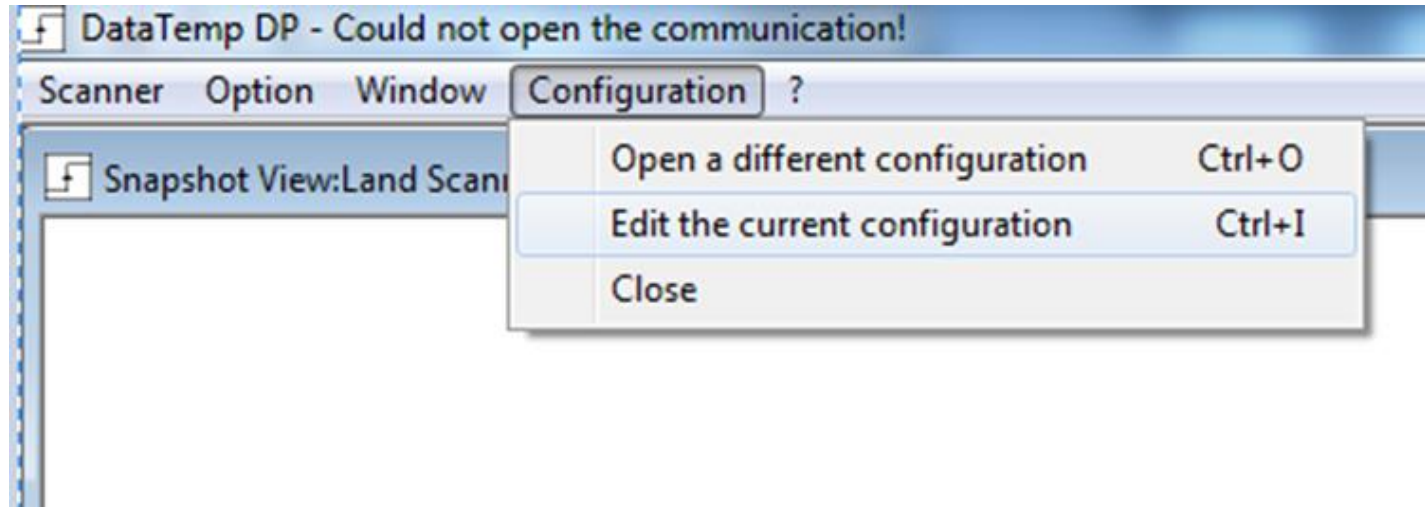 DataTemp DP - Could not open the communication!
Scanner Option Window Configuration ?
Snapshot View:Land
Open a different configuration Ctrl+O
Edit the current configuration Ctrl+I
Close